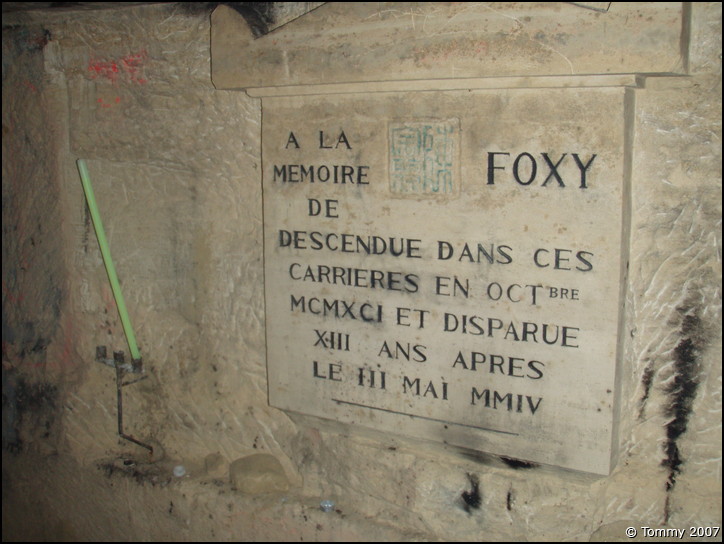 A LA
MEMOIRE FOXY
DE
DESCENDUE DANS CES
CARRIERES EN OCTBRE
MCMXCI ET DISPARUE
XIII ANS APRES
LE III MAI MMIV
© Tommy 2007